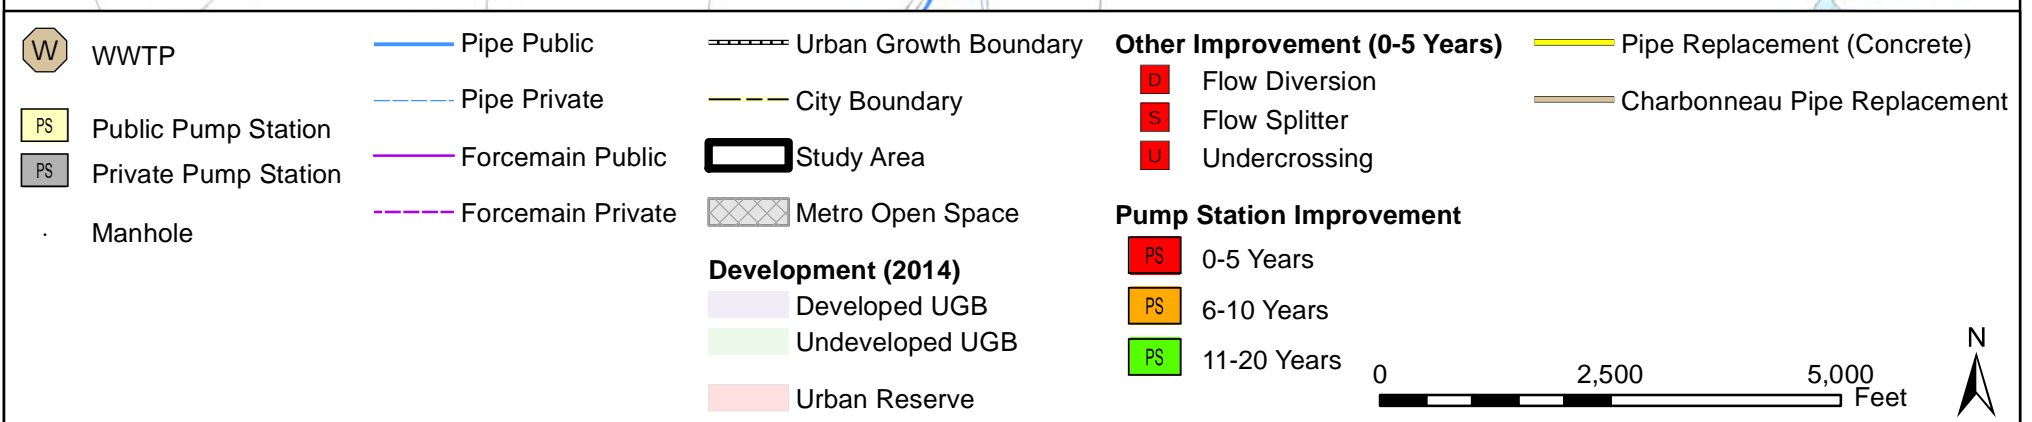 W WWTP
PS Public Pump Station
PS Private Pump Station
Manhole
Pipe Public
Pipe Private
Forcemain Public
Forcemain Private
Urban Growth Boundary
City Boundary
Study Area
Metro Open Space
Development (2014)
Developed UGB
Undeveloped UGB
Urban Reserve
Other Improvement (0-5 Years)
D Flow Diversion
S Flow Splitter
U Undercrossing
Pump Station Improvement
PS 0-5 Years
PS 6-10 Years
PS 11-20 Years
Pipe Replacement (Concrete)
Charbonneau Pipe Replacement
0 2,500 5,000
Feet
N